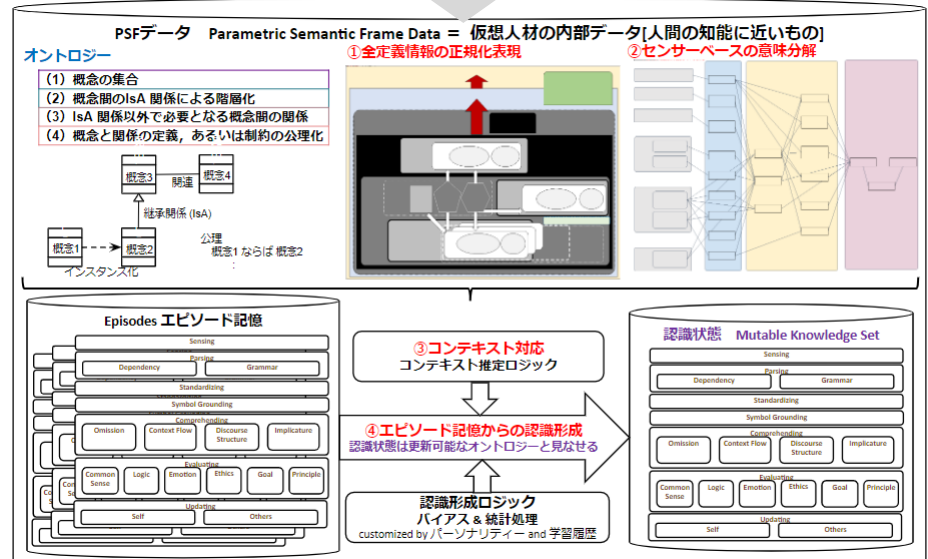 PSFデータ Parametric Semantic Frame Data = 仮想人材の内部データ[人間の知能に近いもの]
オントロジー
(1)概念の集合
(2)概念間のIsA 関係による階層化
(3)IsA 関係以外で必要となる概念間の関係
(4)概念と関係の定義，あるいは制約の公理化
概念3
概念4
関連
継承関係 (IsA)
概念1
概念2
インスタンス化
公理
概念1 ならば 概念2
:
①全定義情報の正規化表現
②センサーベースの意味分解
Episodes エピソード記憶
Sensing
Parsing
Dependency
Grammar
Standardizing
Symbol Grounding
Comprehending
Omission
Context Flow
Discourse
Structure
Implicature
Evaluating
Common
Sense
Logic
Emotion
Ethics
Goal
Principle
Updating
Self
Others
③コンテキスト対応
コンテキスト推定ロジック
④エピソード記憶からの認識形成
認識状態は更新可能なオントロジーと見なせる
認識形成ロジック
バイアス & 統計処理
customized by パーソナリティー and 学習履歴
認識状態 Mutable Knowledge Set
Sensing
Parsing
Dependency
Grammar
Standardizing
Symbol Grounding
Comprehending
Omission
Context Flow
Discourse
Structure
Implicature
Evaluating
Common
Sense
Logic
Emotion
Ethics
Goal
Principle
Updating
Self
Others